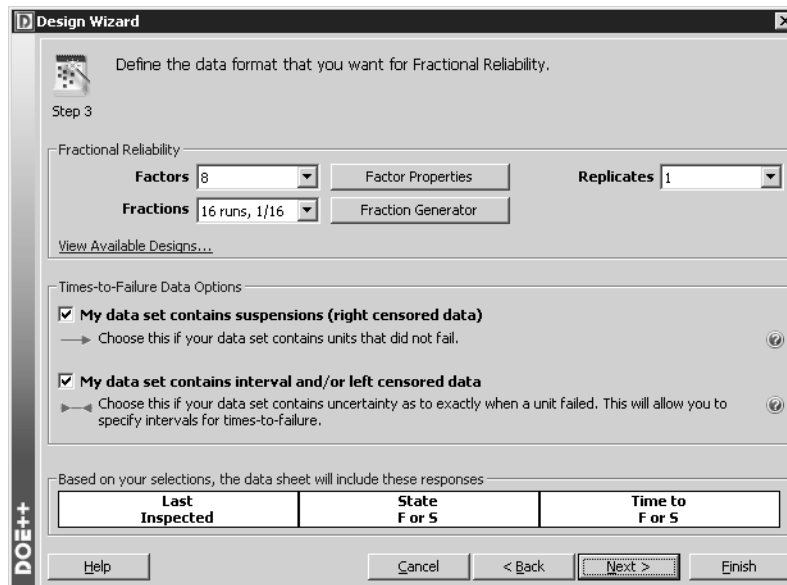 Design Wizard
Define the data format that you want for Fractional Reliability.
Step 3
Fractional Reliability
Factors 8 Factor Properties Replicates 1
Fractions 16 runs, 1/16 Fraction Generator
View Available Designs...
Times-to-Failure Data Options
My data set contains suspensions (right censored data)
Choose this if your data set contains units that did not fail.
My data set contains interval and/or left censored data
Choose this if your data set contains uncertainty as to exactly when a unit failed. This will allow you to
specify intervals for times-to-failure.
Based on your selections, the data sheet will include these responses
Last State Time to
Inspected F or S F or S
DOE++
Help Cancel < Back Next > Finish